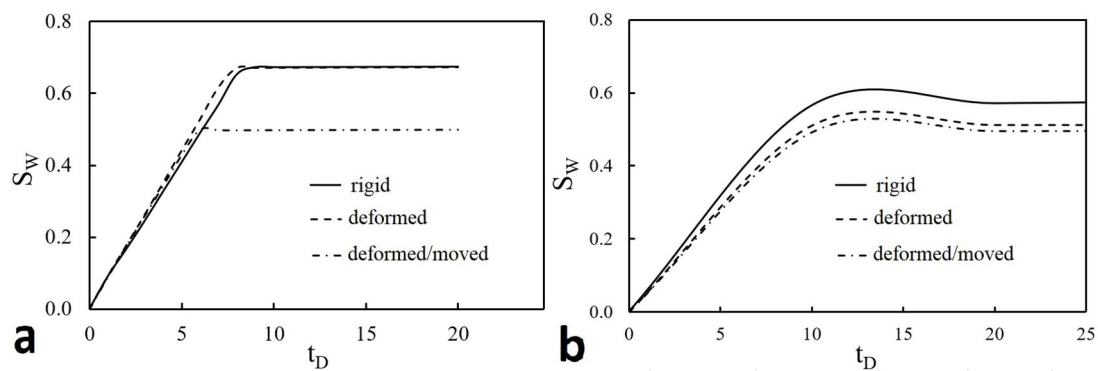 0.8
0.6
0.4
0.2
0.0
S_W
0 5 10 15 20
t_D
rigid
deformed
deformed/moved
a
0.8
0.6
0.4
0.2
0.0
S_W
0 5 10 15 20 25
t_D
rigid
deformed
deformed/moved
b